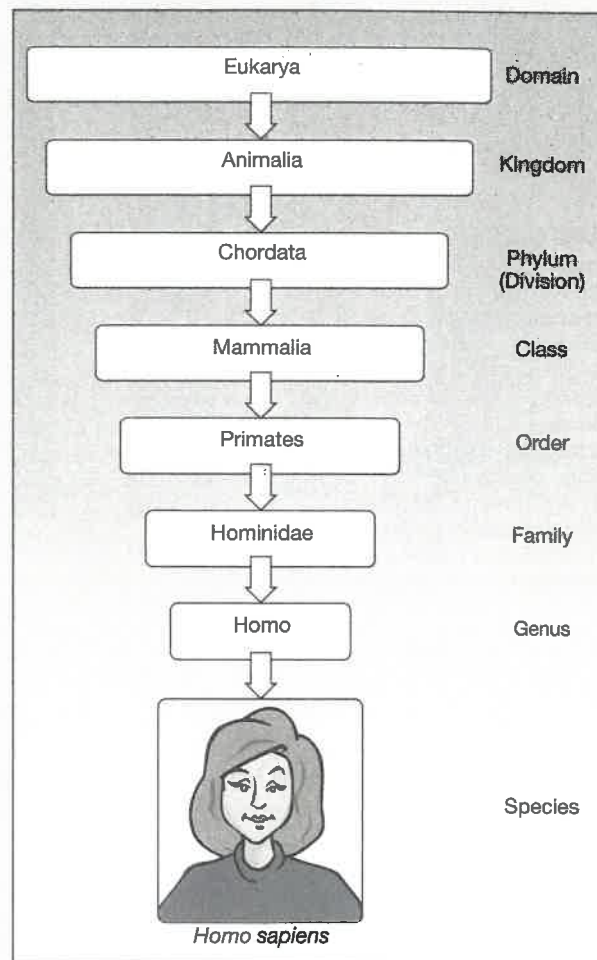 Eukarya
Domain
Animalia
Kingdom
Chordata
Phylum
(Division)
Mammalia
Class
Primates
Order
Hominidae
Family
Homo
Genus
Species
Homo sapiens